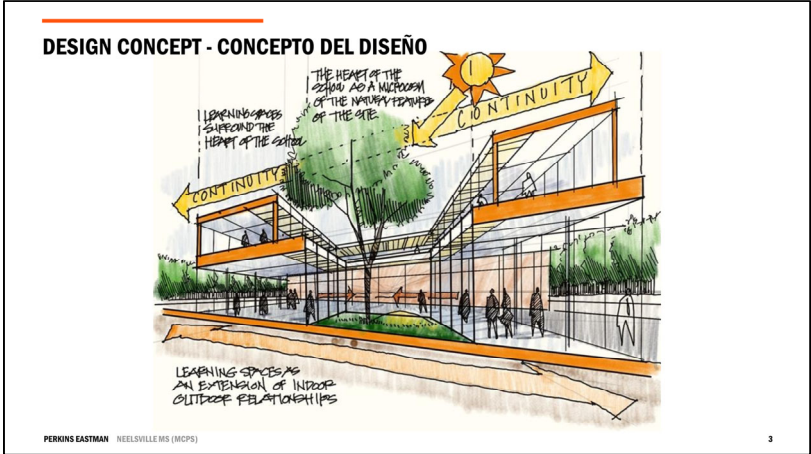 DESIGN CONCEPT - CONCEPTO DEL DISEÑO
THE HEART OF THE
SCHOOL AS A MICROCOSM
OF THE NATURAL FEATURES
OF THE SITE.
LEARNING SPACES
SURROUND THE
HEART OF THE SCHOOL
CONTINUITY
CONTINUITY
LEARNING SPACES AS
AN EXTENSION OF INDOOR
OUTDOOR RELATIONSHIPS
PERKINS EASTMAN NEELSVILLE MS (MCPS)
3